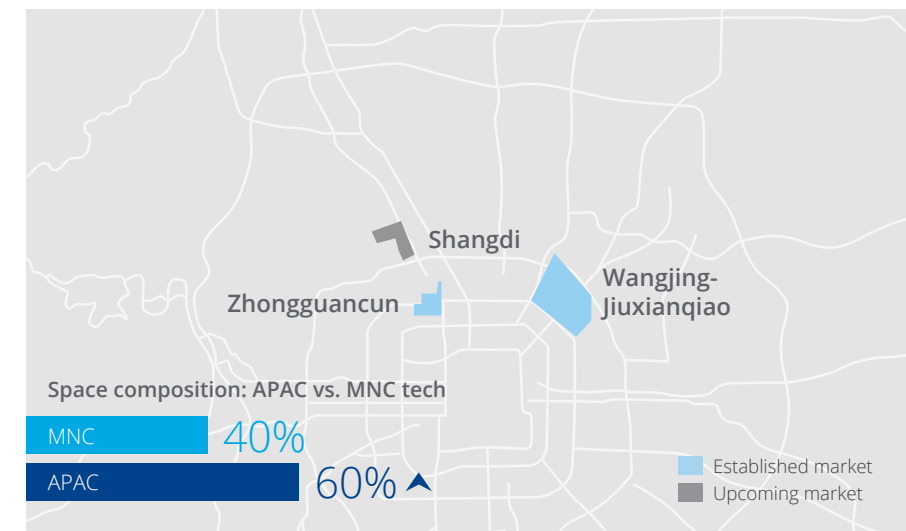 Shangdi
Wangjing-
Jiuxianqiao
Zhongguancun
Space composition: APAC vs. MNC tech
MNC 40%
APAC 60%
Established market
Upcoming market